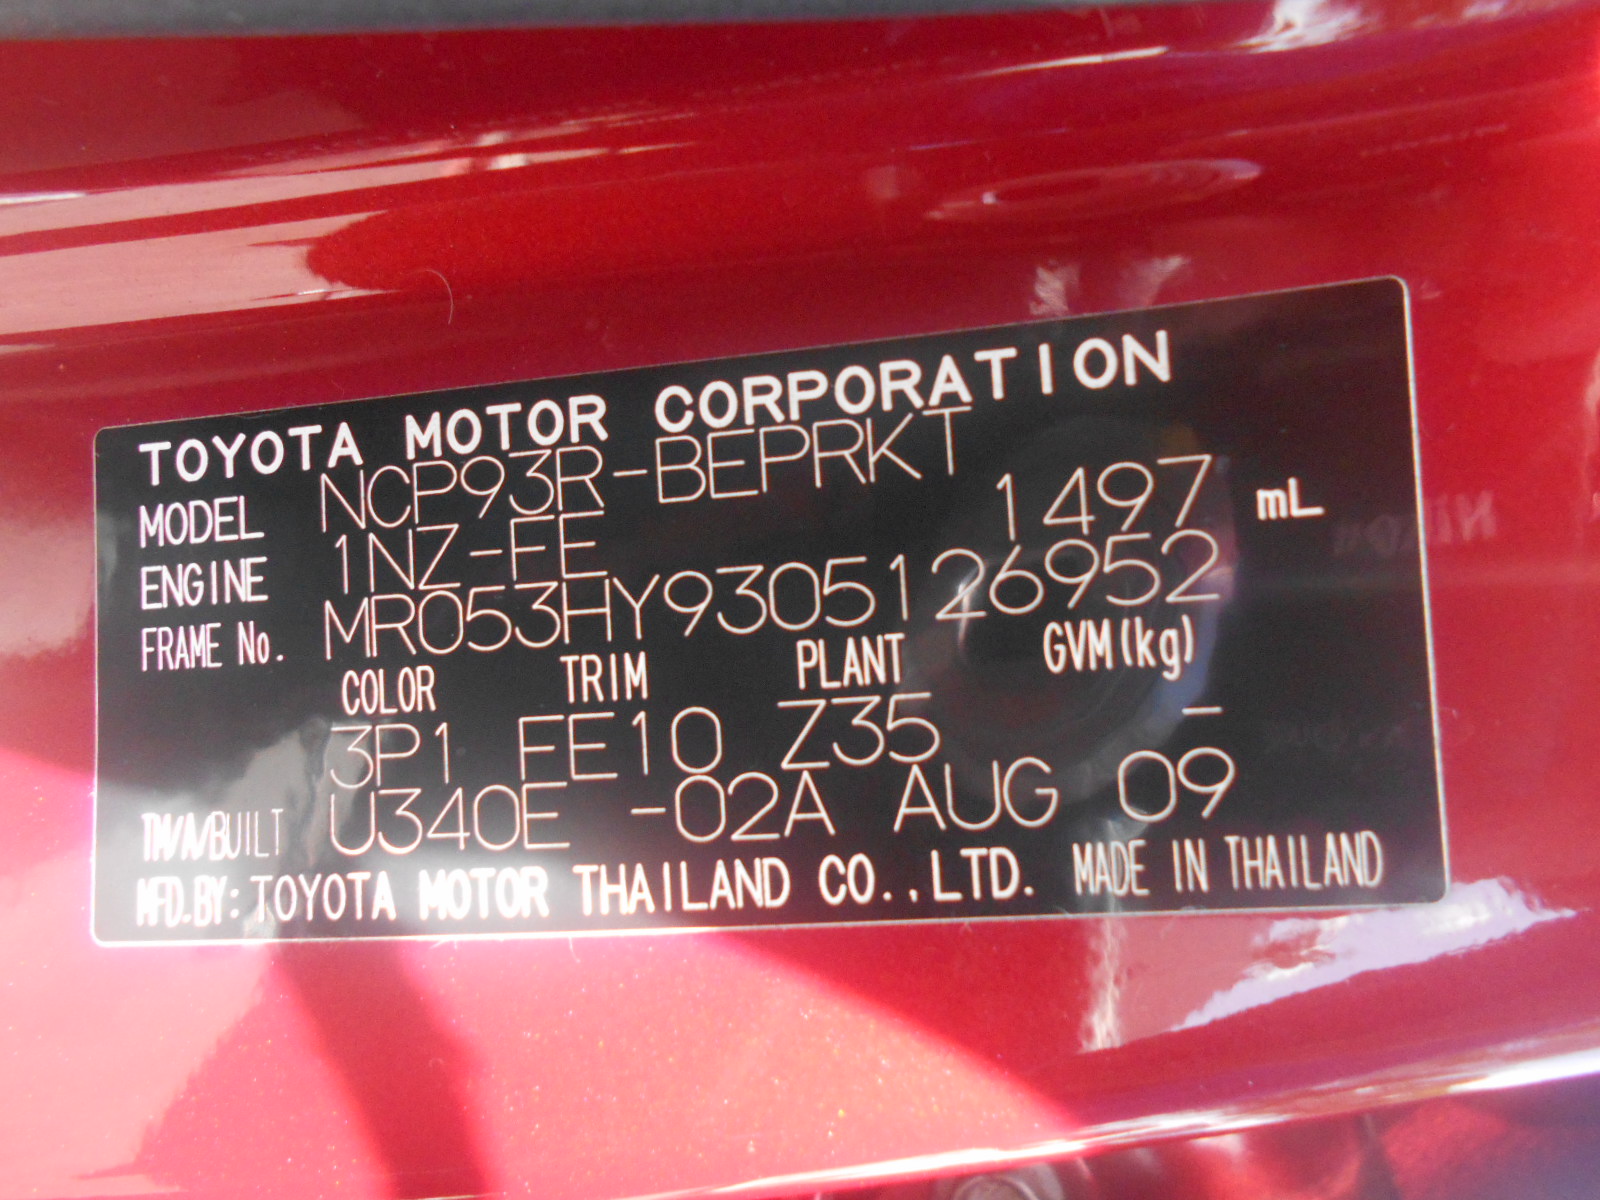 TOYOTA MOTOR CORPORATION
MODEL NCP93R-BEPRKT
ENGINE 1NZ-FE 1497 mL
FRAME No. MR053HY9305126952
COLOR TRIM PLANT GVM(kg)
3P1 FE10 Z35 -
TM/A/BUILT U340E -02A AUG 09
MFD.BY: TOYOTA MOTOR THAILAND CO.,LTD. MADE IN THAILAND